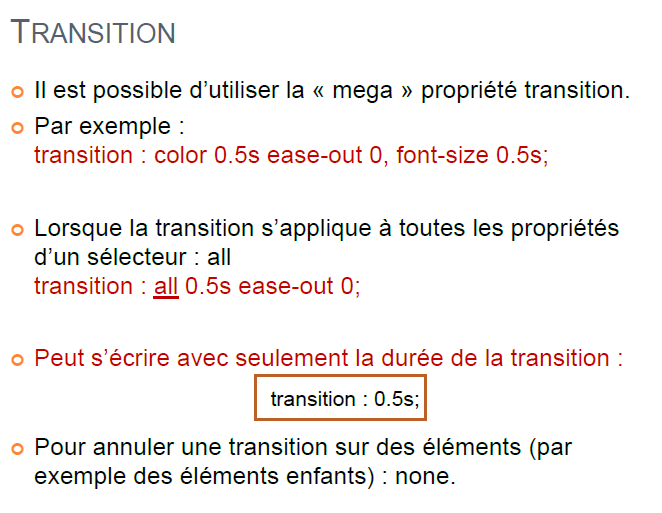 TRANSITION
Il est possible d’utiliser la « mega » propriété transition.
Par exemple :
transition : color 0.5s ease-out 0, font-size 0.5s;
Lorsque la transition s’applique à toutes les propriétés
d’un sélecteur : all
transition : all 0.5s ease-out 0;
Peut s’écrire avec seulement la durée de la transition :
transition : 0.5s;
Pour annuler une transition sur des éléments (par
exemple des éléments enfants) : none.